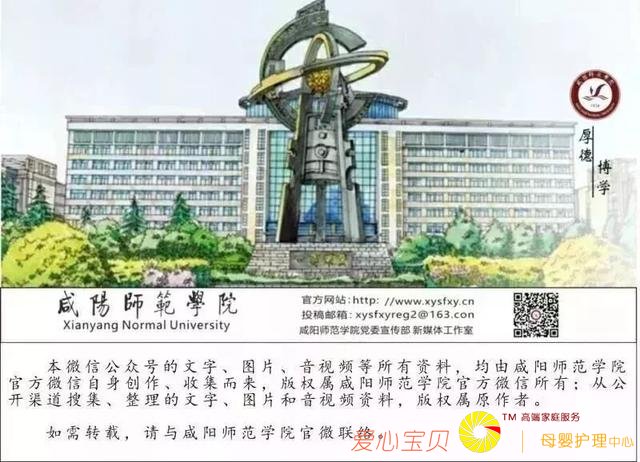 厚德
博学
咸陽師範學院
Xianyang Normal University
官方网站:http: //www.xysfxy.cn
投稿邮箱:xysfxyreg2@163.con
咸阳师范学院党委宣传部 新媒体工作室
本微信公众号的文字、图片、音视频等所有资料，均由咸阳师范学院
官方微信自身创作、收集而来，版权属咸阳师范学院官方微信所有；从公
开渠道搜集、整理的文字、图片和音视频资料，版权属原作者。
如需转载，请与咸阳师范学院官微联络。
爱心宝贝
TM 高端家庭服务
母婴护理中心